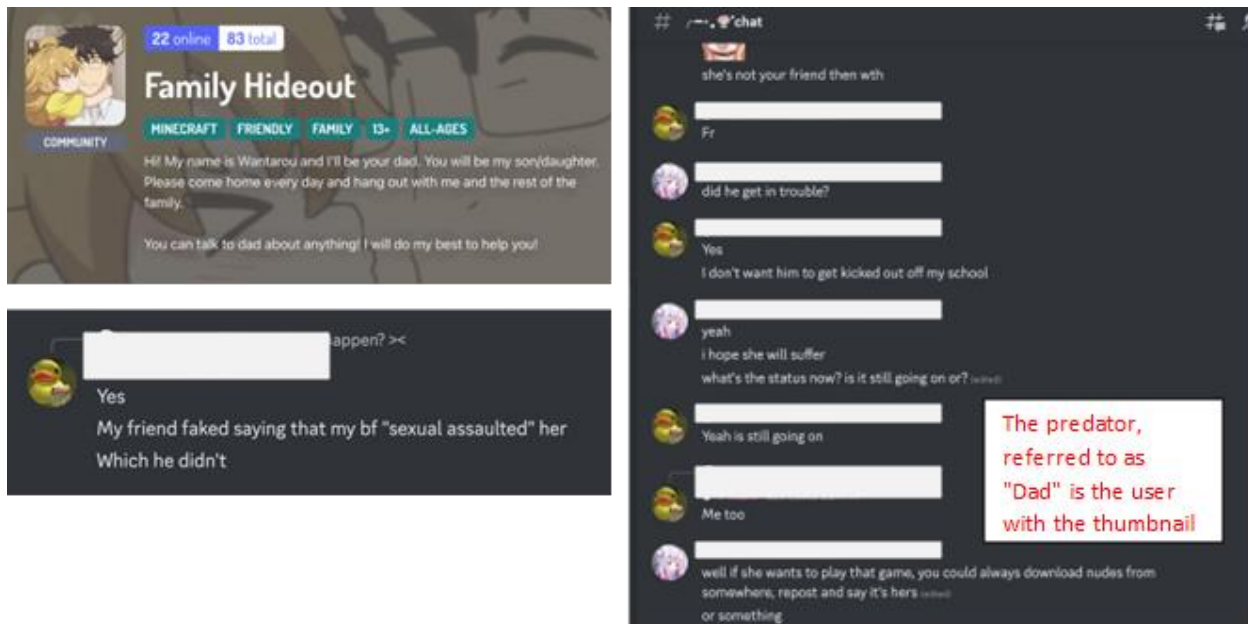 22 online 83 total
Family Hideout
COMMUNITY
MINECRAFT FRIENDLY FAMILY 13+ ALL-AGES
Hi! My name is Wantarou and I'll be your dad. You will be my son/daughter.
Please come home every day and hang out with me and the rest of the
family.
You can talk to dad about anything! I will do my best to help you!
appen? ><
Yes
My friend faked saying that my bf "sexual assaulted" her
Which he didn't
chat
she's not your friend then wth
Fr
did he get in trouble?
Yes
I don't want him to get kicked out off my school
yeah
i hope she will suffer
what's the status now? is it still going on or? (edited)
Yeah is still going on
Me too
well if she wants to play that game, you could always download nudes from
somewhere, repost and say it's hers (edited)
or something
The predator,
referred to as
"Dad" is the user
with the thumbnail